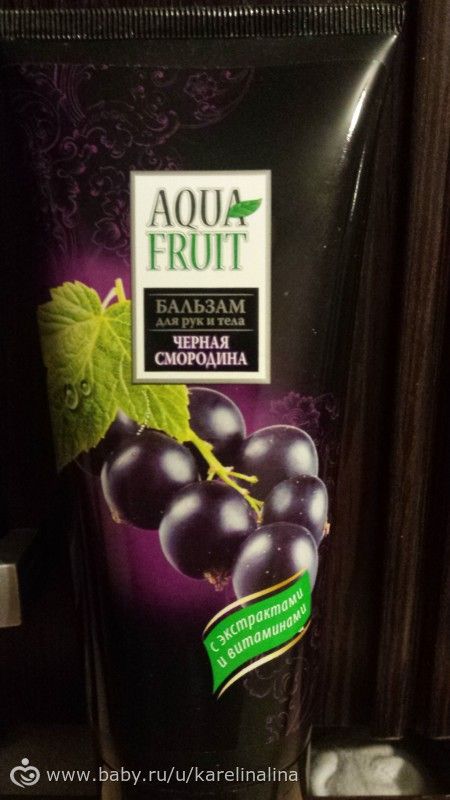 AQUA
FRUIT
БАЛЬЗАМ
для рук и тела
ЧЕРНАЯ
СМОРОДИНА
с экстрактами
и витаминами
www.baby.ru/u/karelinalina